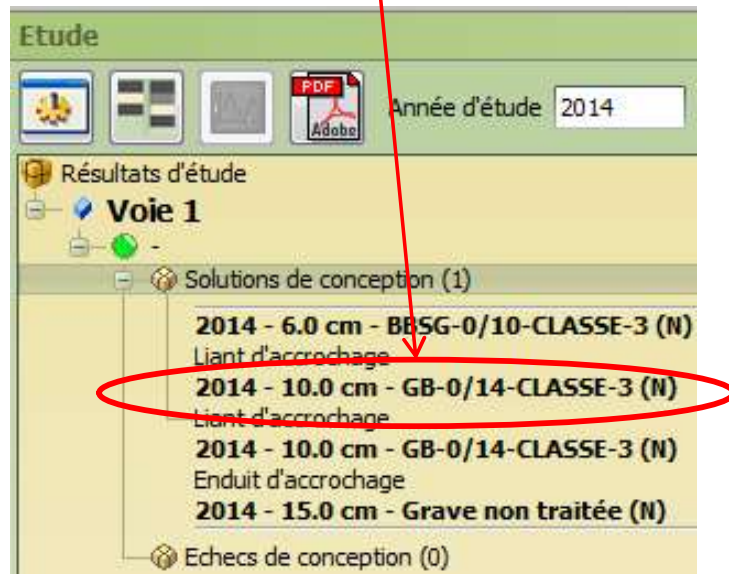 Etude
PDF
Adobe
Année d'étude 2014
Résultats d'étude
Voie 1
-
Solutions de conception (1)
2014 - 6.0 cm - BBSG-0/10-CLASSE-3 (N)
Liant d'accrochage
2014 - 10.0 cm - GB-0/14-CLASSE-3 (N)
Liant d'accrochage
2014 - 10.0 cm - GB-0/14-CLASSE-3 (N)
Enduit d'accrochage
2014 - 15.0 cm - Grave non traitée (N)
Echecs de conception (0)